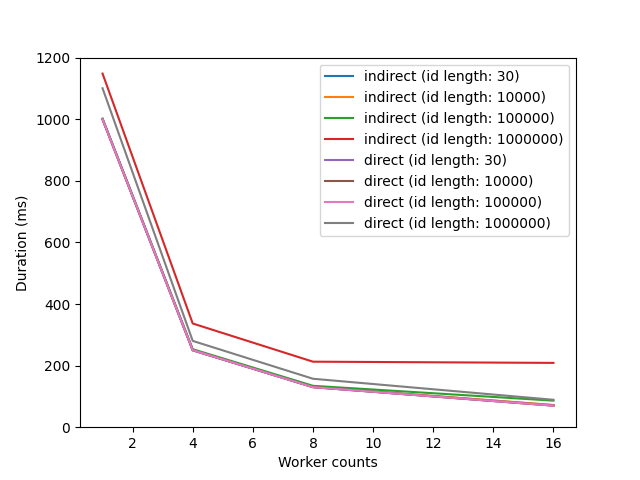 1200
1000
800
600
400
200
0
Duration (ms)
indirect (id length: 30)
indirect (id length: 10000)
indirect (id length: 100000)
indirect (id length: 1000000)
direct (id length: 30)
direct (id length: 10000)
direct (id length: 100000)
direct (id length: 1000000)
2 4 6 8 10 12 14 16
Worker counts